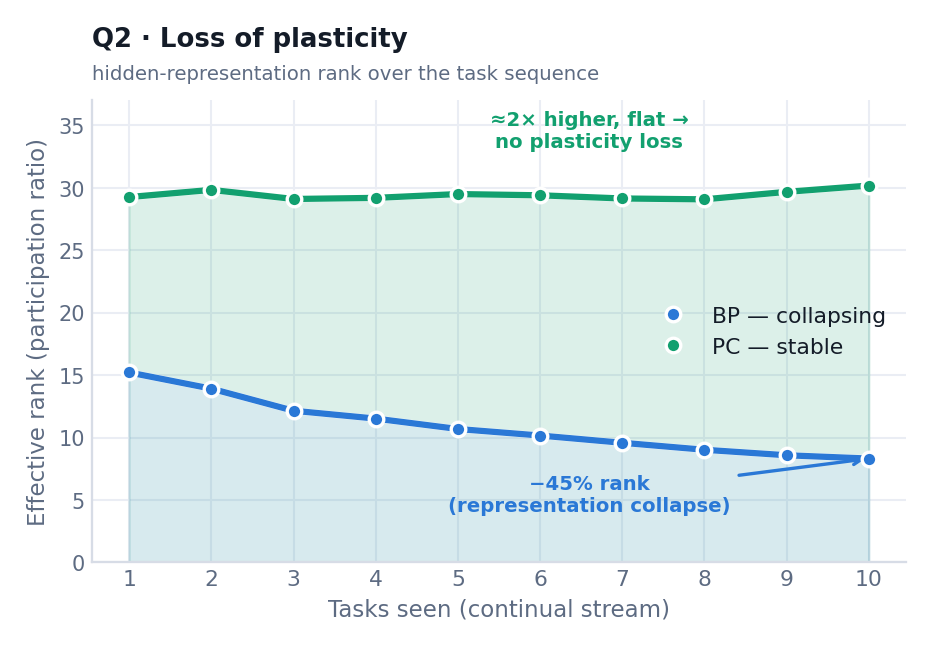 Q2 · Loss of plasticity
hidden-representation rank over the task sequence
Effective rank (participation ratio)
35
30
25
20
15
10
5
0
≈2× higher, flat →
no plasticity loss
BP — collapsing
PC — stable
−45% rank
(representation collapse)
1 2 3 4 5 6 7 8 9 10
Tasks seen (continual stream)